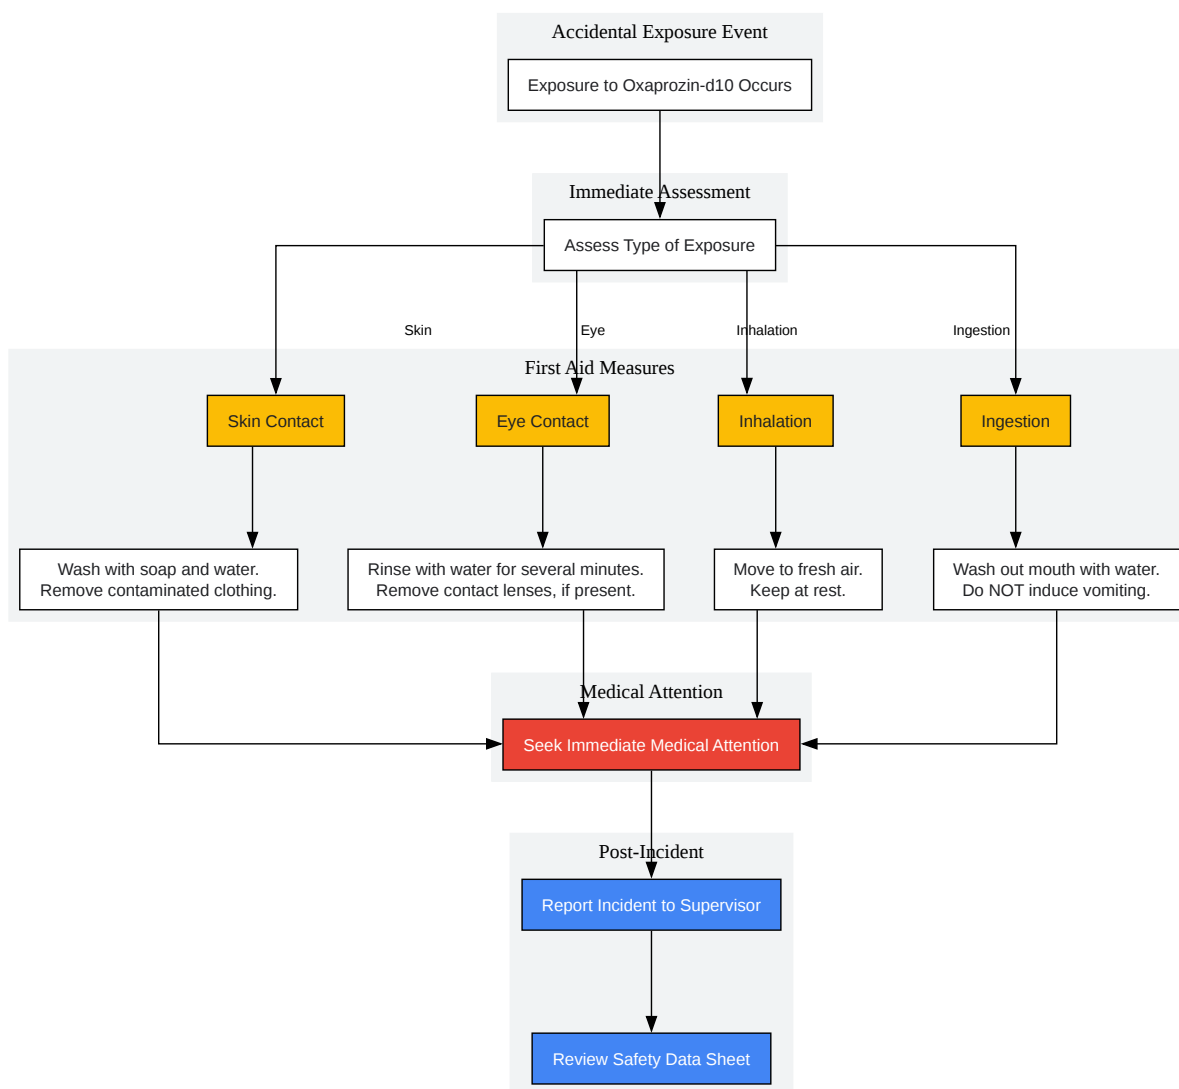 Accidental Exposure Event
Exposure to Oxaprozin-d10 Occurs
Immediate Assessment
Assess Type of Exposure
Skin
Eye
Inhalation
Ingestion
First Aid Measures
Skin Contact
Eye Contact
Inhalation
Ingestion
Wash with soap and water.
Remove contaminated clothing.
Rinse with water for several minutes.
Remove contact lenses, if present.
Move to fresh air.
Keep at rest.
Wash out mouth with water.
Do NOT induce vomiting.
Medical Attention
Seek Immediate Medical Attention
Post-Incident
Report Incident to Supervisor
Review Safety Data Sheet